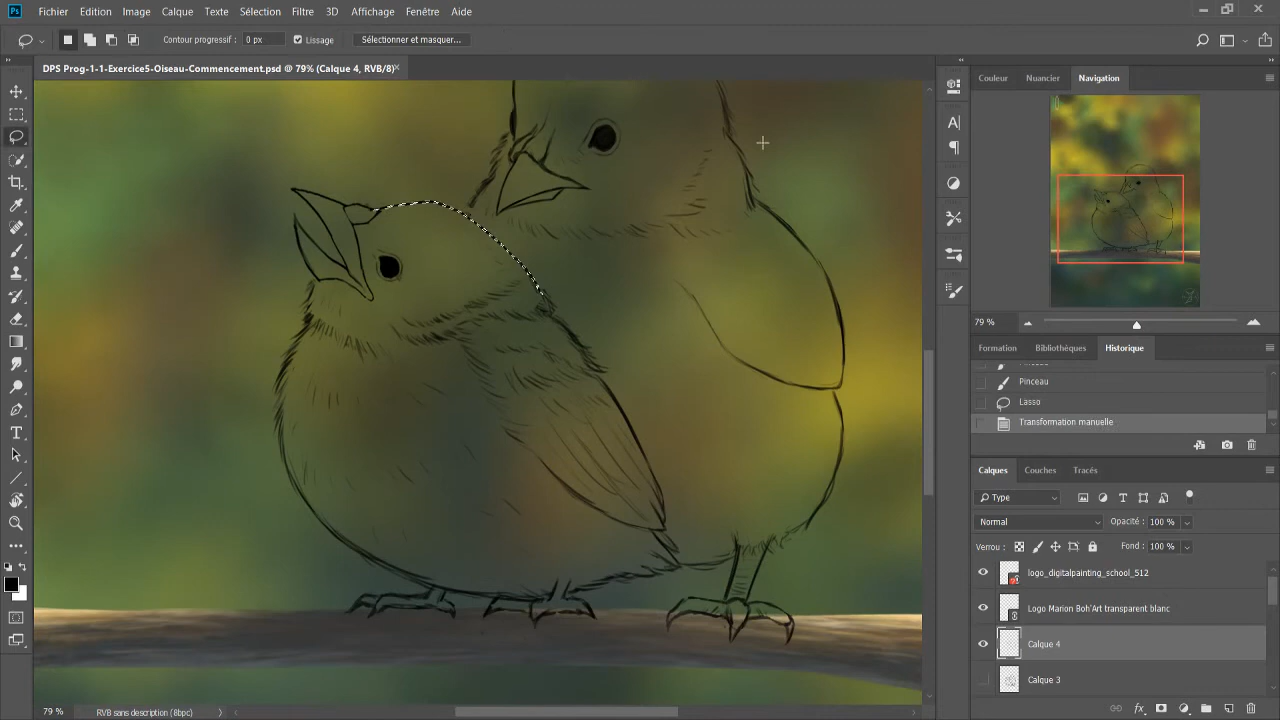 Ps Fichier Edition Image Calque Texte Sélection Filtre 3D Affichage Fenêtre Aide
Contour progressif : 0 px Lissage Sélectionner et masquer...
DPS Prog-1-1-Exercice5-Oiseau-Commencement.psd @ 79% (Calque 4, RVB/8)
Couleur Nuancier Navigation
79 %
Formation Bibliothèques Historique
Pinceau
Lasso
Transformation manuelle
Calques Couches Tracés
Type
Normal Opacité : 100 %
Verrou : Fond : 100 %
logo_digitalpainting_school_512
Logo Marion Boh'Art transparent blanc
Calque 4
Calque 3
79 % RVB sans description (8bpc)